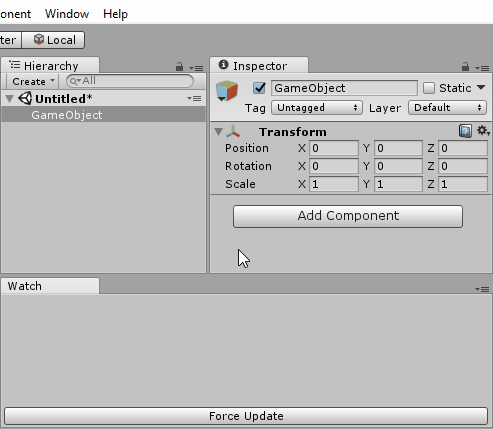 onent Window Help
ter Local
Hierarchy
Create All
Untitled*
GameObject
Inspector
GameObject Static
Tag Untagged Layer Default
Transform
Position X 0 Y 0 Z 0
Rotation X 0 Y 0 Z 0
Scale X 1 Y 1 Z 1
Add Component
Watch
Force Update